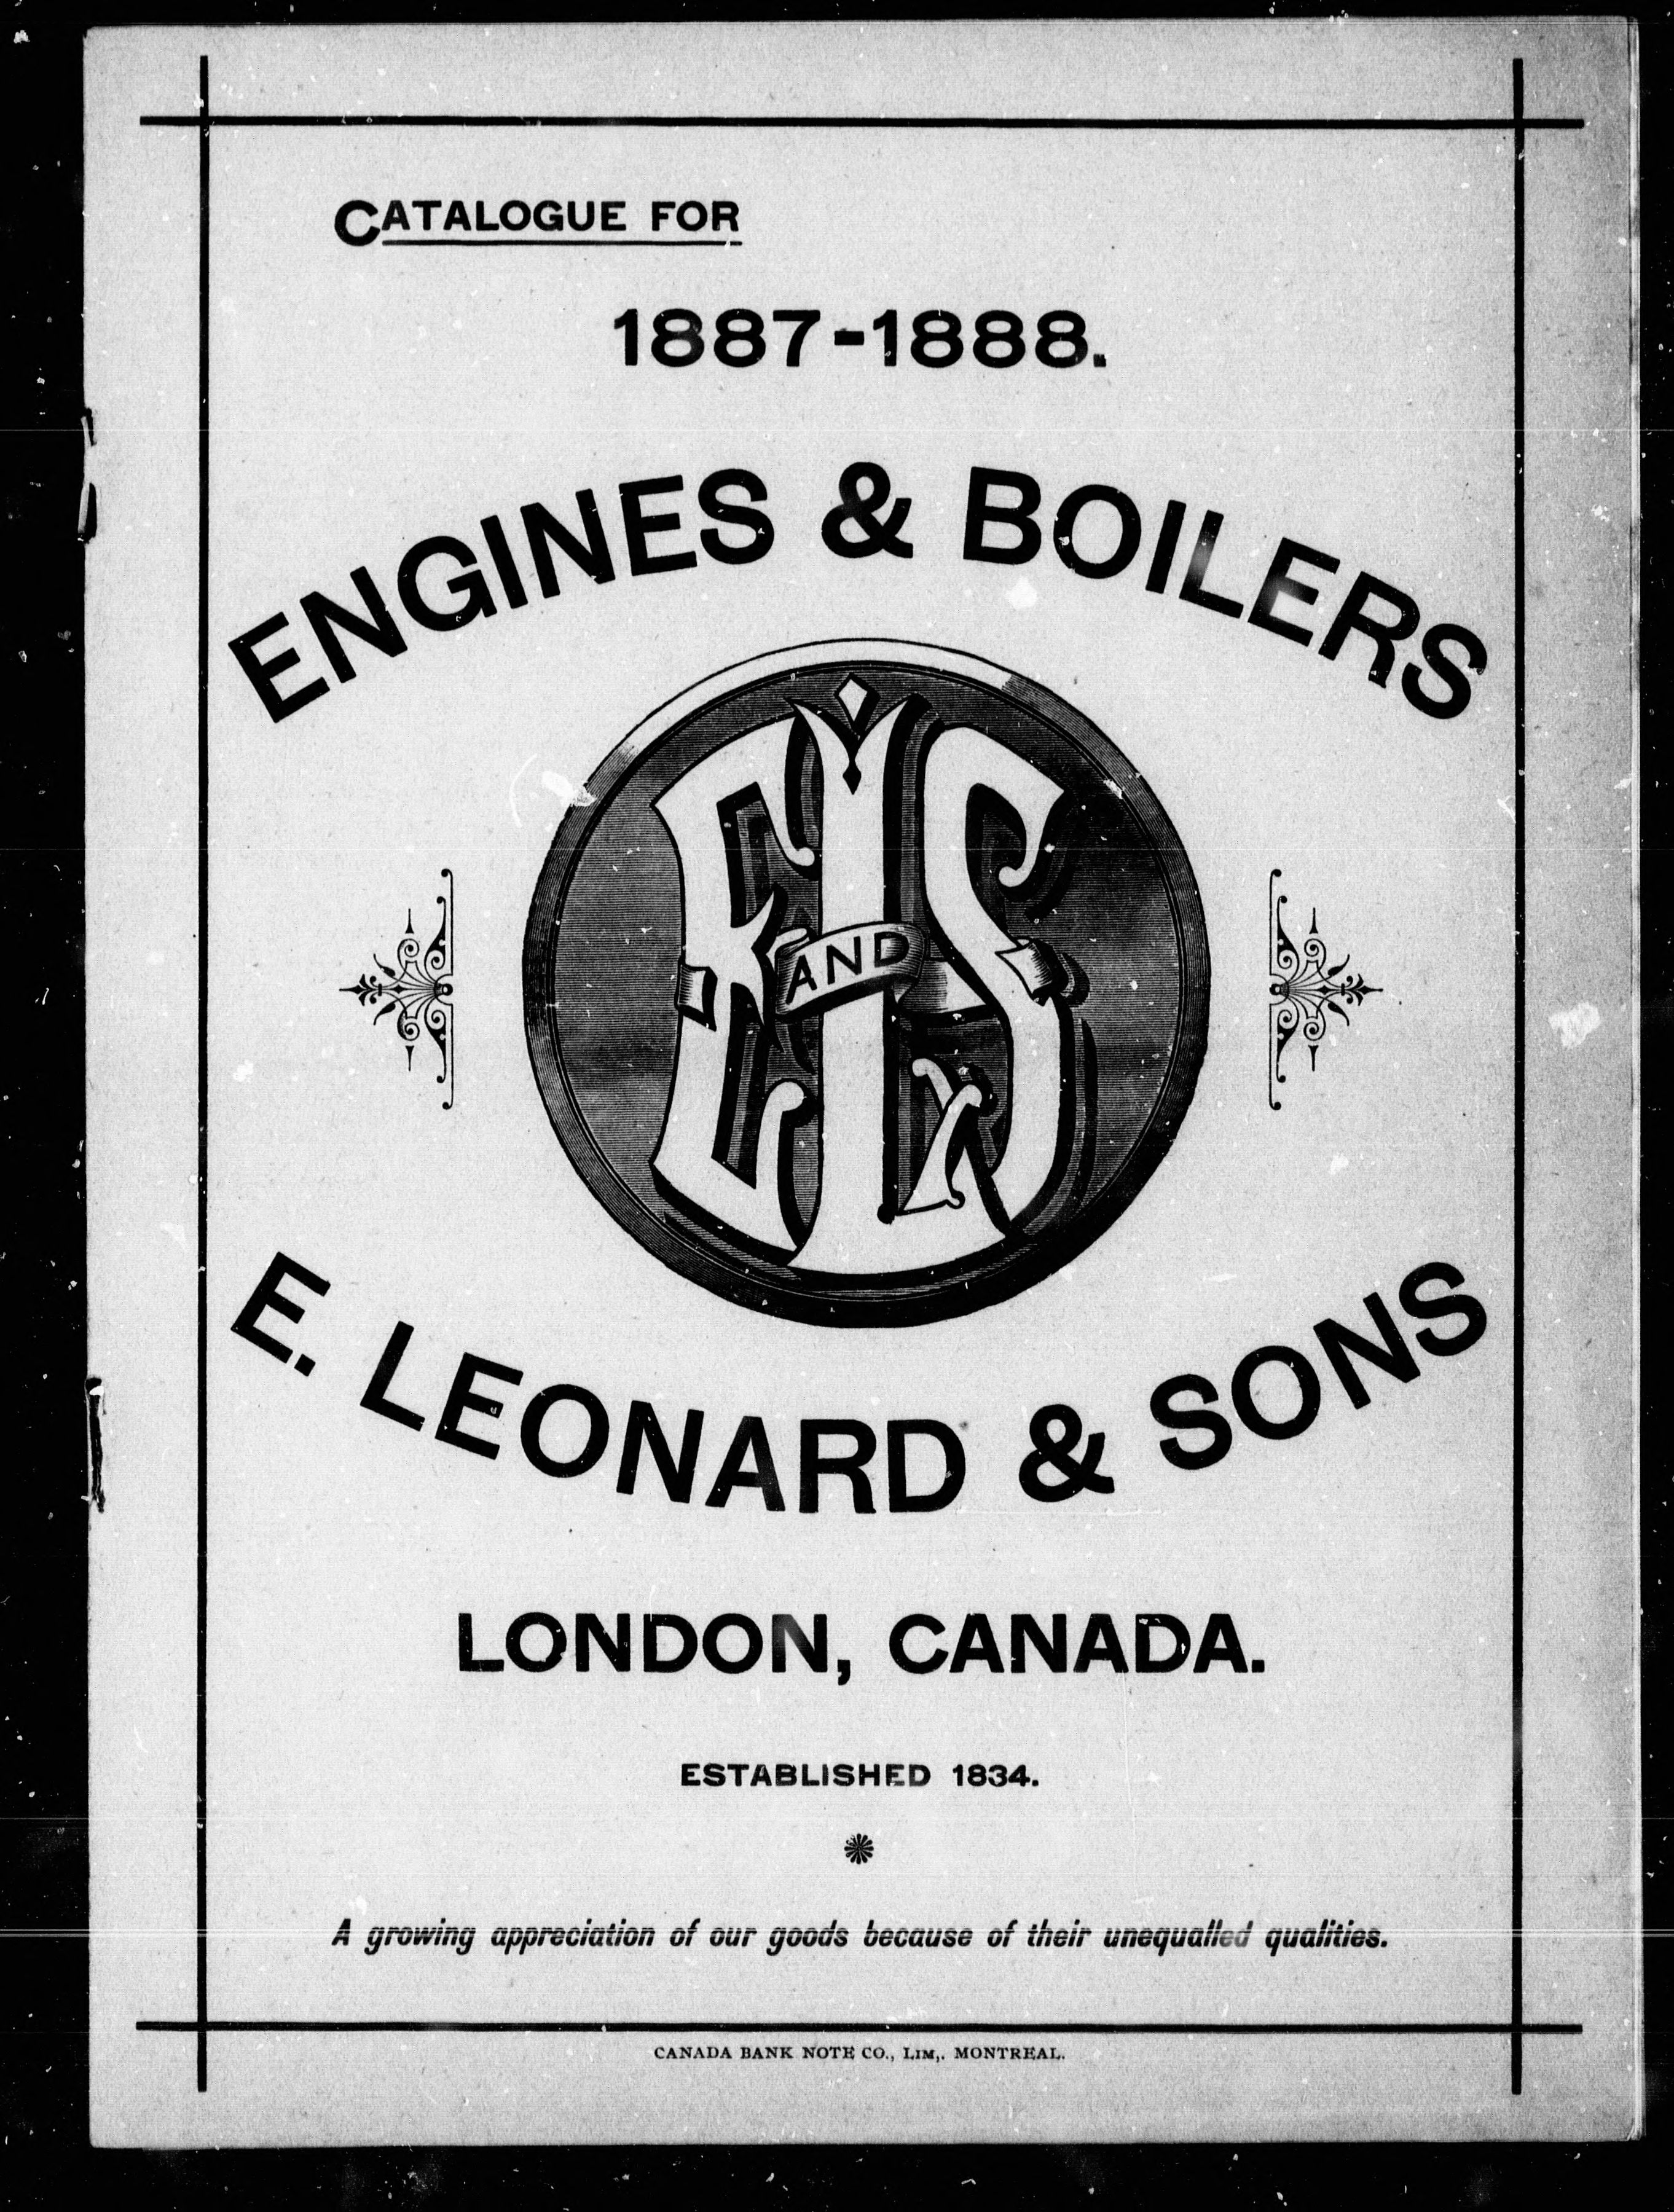 CATALOGUE FOR
1887-1888.
ENGINES & BOILERS
E L AND S
E. LEONARD & SONS
LONDON, CANADA.
ESTABLISHED 1834.
A growing appreciation of our goods because of their unequalled qualities.
CANADA BANK NOTE CO., LIM,. MONTREAL.